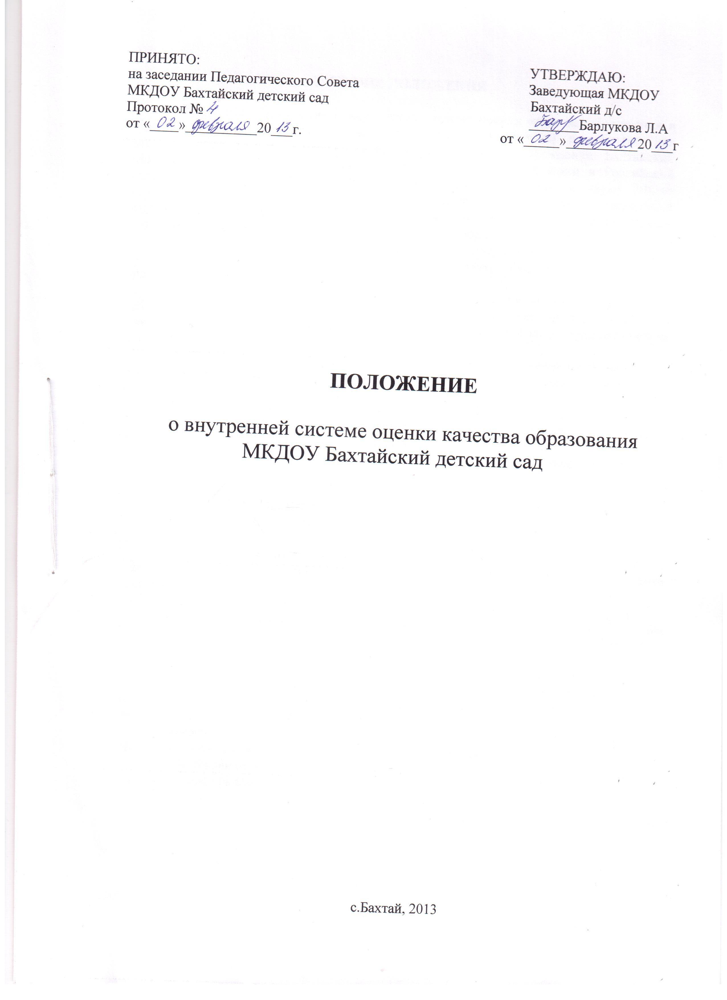 ПРИНЯТО:
на заседании Педагогического Совета
МКДОУ Бахтайский детский сад
Протокол № 4
от «02» февраля 2013 г.
УТВЕРЖДАЮ:
Заведующая МКДОУ
Бахтайский д/с
Барлукова Л.А
от «02» февраля 2013 г
ПОЛОЖЕНИЕ
о внутренней системе оценки качества образования
МКДОУ Бахтайский детский сад
с.Бахтай, 2013